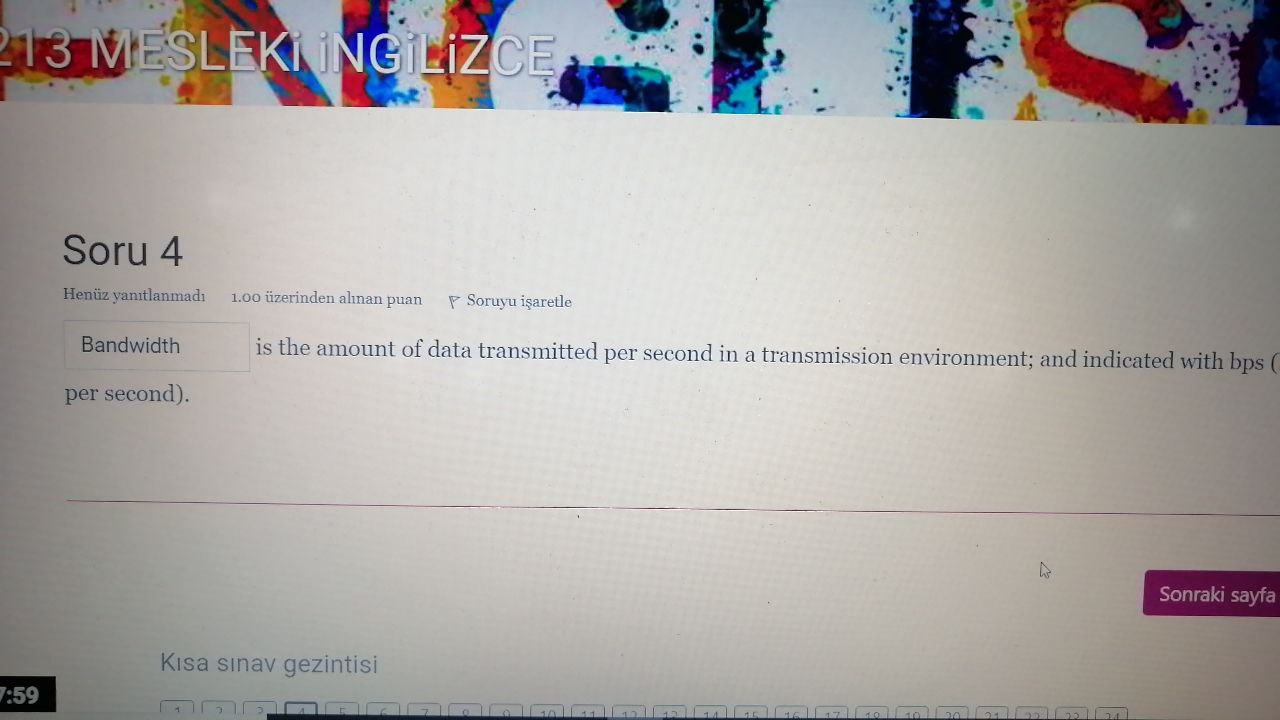 213 MESLEKİ İNGİLİZCE
Soru 4
Henüz yanıtlanmadı 1.00 üzerinden alınan puan Soruyu işaretle
Bandwidth is the amount of data transmitted per second in a transmission environment; and indicated with bps (
per second).
Sonraki sayfa
Kısa sınav gezintisi
7:59
1 2 3 4 5 6 7 8 9 10 11 12 13 14 15 16 17 18 19 20 21 22 23 24